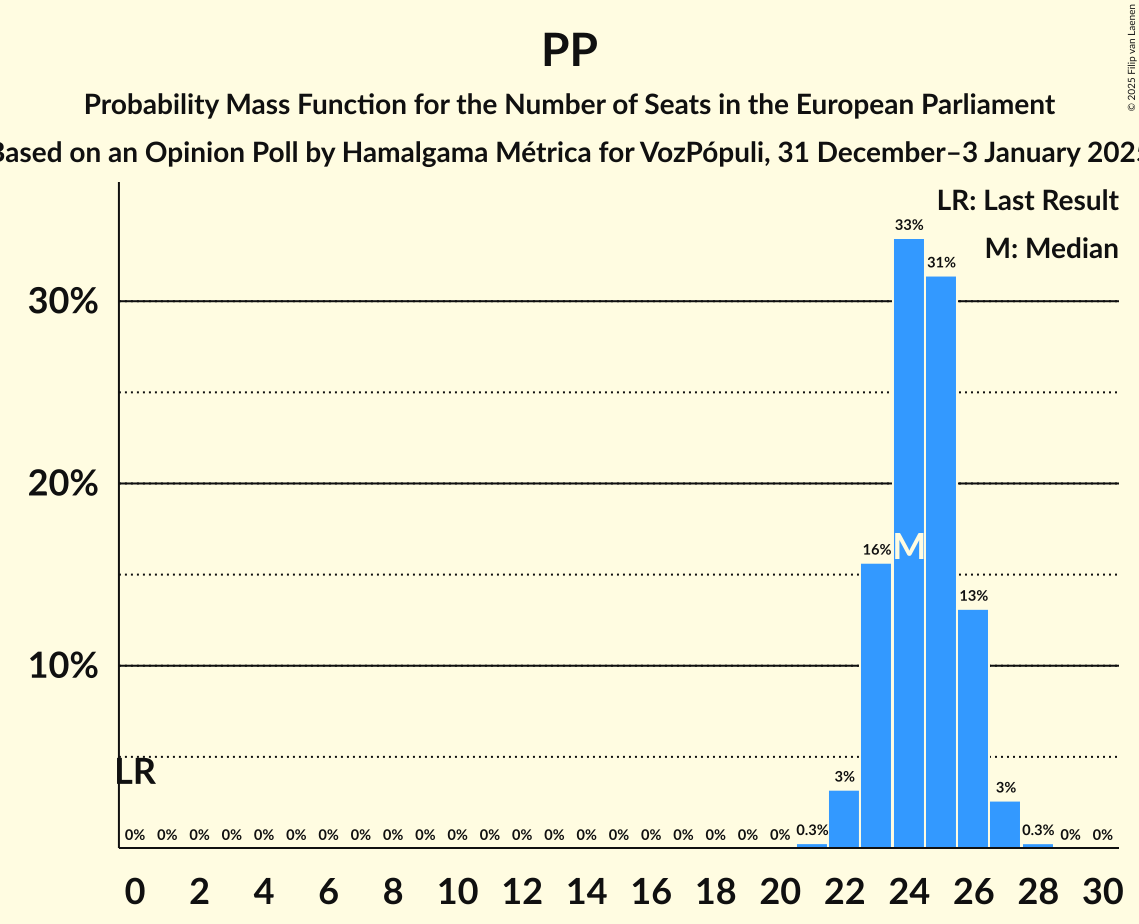 PP
Probability Mass Function for the Number of Seats in the European Parliament
Based on an Opinion Poll by Hamalgama Métrica for VozPópuli, 31 December–3 January 2025
© 2025 Filip van Laenen
LR: Last Result
M: Median
33%
31%
30%
20%
16%
M
13%
10%
LR
3%
3%
0% 0% 0% 0% 0% 0% 0% 0% 0% 0% 0% 0% 0% 0% 0% 0% 0% 0% 0% 0% 0% 0.3% 0.3% 0% 0%
0 2 4 6 8 10 12 14 16 18 20 22 24 26 28 30